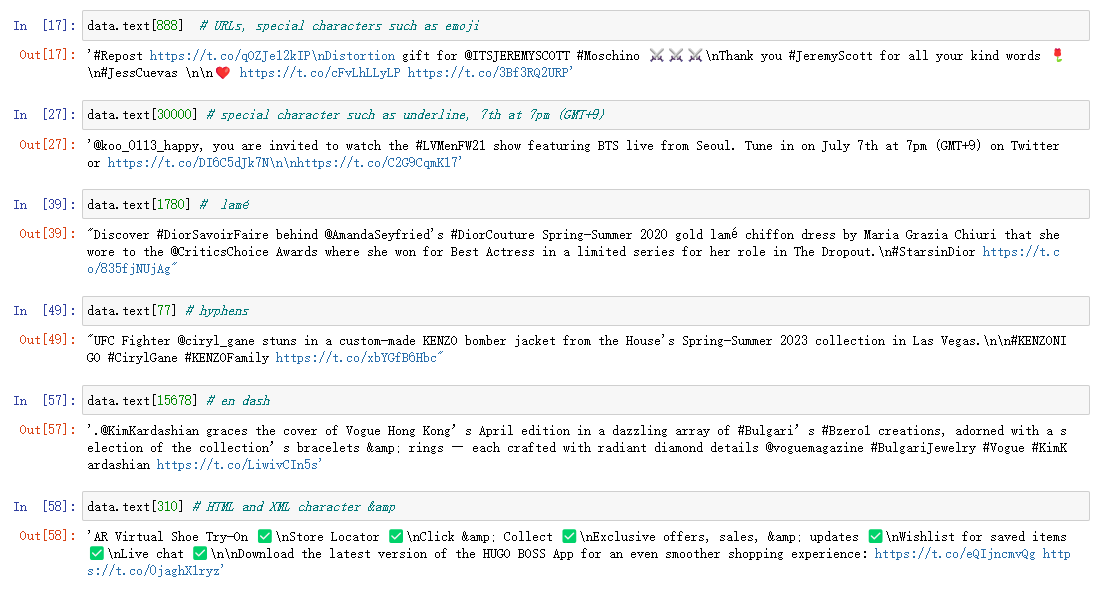 In [17]: data.text[888] # URLs, special characters such as emoji
Out[17]: '#Repost https://t.co/qOZJel2kIP\nDistortion gift for @ITSJEREMYSCOTT #Moschino ⚔️⚔️⚔️\nThank you #JeremyScott for all your kind words 🌹
\n#JessCuevas \n\n❤️ https://t.co/cFvLhLLyLP https://t.co/3Bf3RQ2URP'
In [27]: data.text[30000] # special character such as underline, 7th at 7pm (GMT+9)
Out[27]: '@koo_0113_happy, you are invited to watch the #LVMenFW21 show featuring BTS live from Seoul. Tune in on July 7th at 7pm (GMT+9) on Twitter
or https://t.co/DI6C5dJk7N\n\nhttps://t.co/C2G9CqmK17'
In [39]: data.text[1780] # lamé
Out[39]: "Discover #DiorSavoirFaire behind @AmandaSeyfried's #DiorCouture Spring-Summer 2020 gold lamé chiffon dress by Maria Grazia Chiuri that she
wore to the @CriticsChoice Awards where she won for Best Actress in a limited series for her role in The Dropout.\n#StarsinDior https://t.c
o/835fjNUjAg"
In [49]: data.text[77] # hyphens
Out[49]: "UFC Fighter @ciryl_gane stuns in a custom-made KENZO bomber jacket from the House's Spring-Summer 2023 collection in Las Vegas.\n\n#KENZONI
GO #CirylGane #KENZOFamily https://t.co/xbYGfB6Hbc"
In [57]: data.text[15678] # en dash
Out[57]: '.@KimKardashian graces the cover of Vogue Hong Kong’s April edition in a dazzling array of #Bulgari’s #Bzero1 creations, adorned with a s
election of the collection’s bracelets &amp; rings — each crafted with radiant diamond details @voguemagazine #BulgariJewelry #Vogue #KimK
ardashian https://t.co/LiwivCIn5s'
In [58]: data.text[310] # HTML and XML character &amp
Out[58]: 'AR Virtual Shoe Try-On ✅\nStore Locator ✅\nClick &amp; Collect ✅\nExclusive offers, sales, &amp; updates ✅\nWishlist for saved items
✅\nLive chat ✅\n\nDownload the latest version of the HUGO BOSS App for an even smoother shopping experience: https://t.co/eQIjncmvQg http
s://t.co/OjaghXlryz'